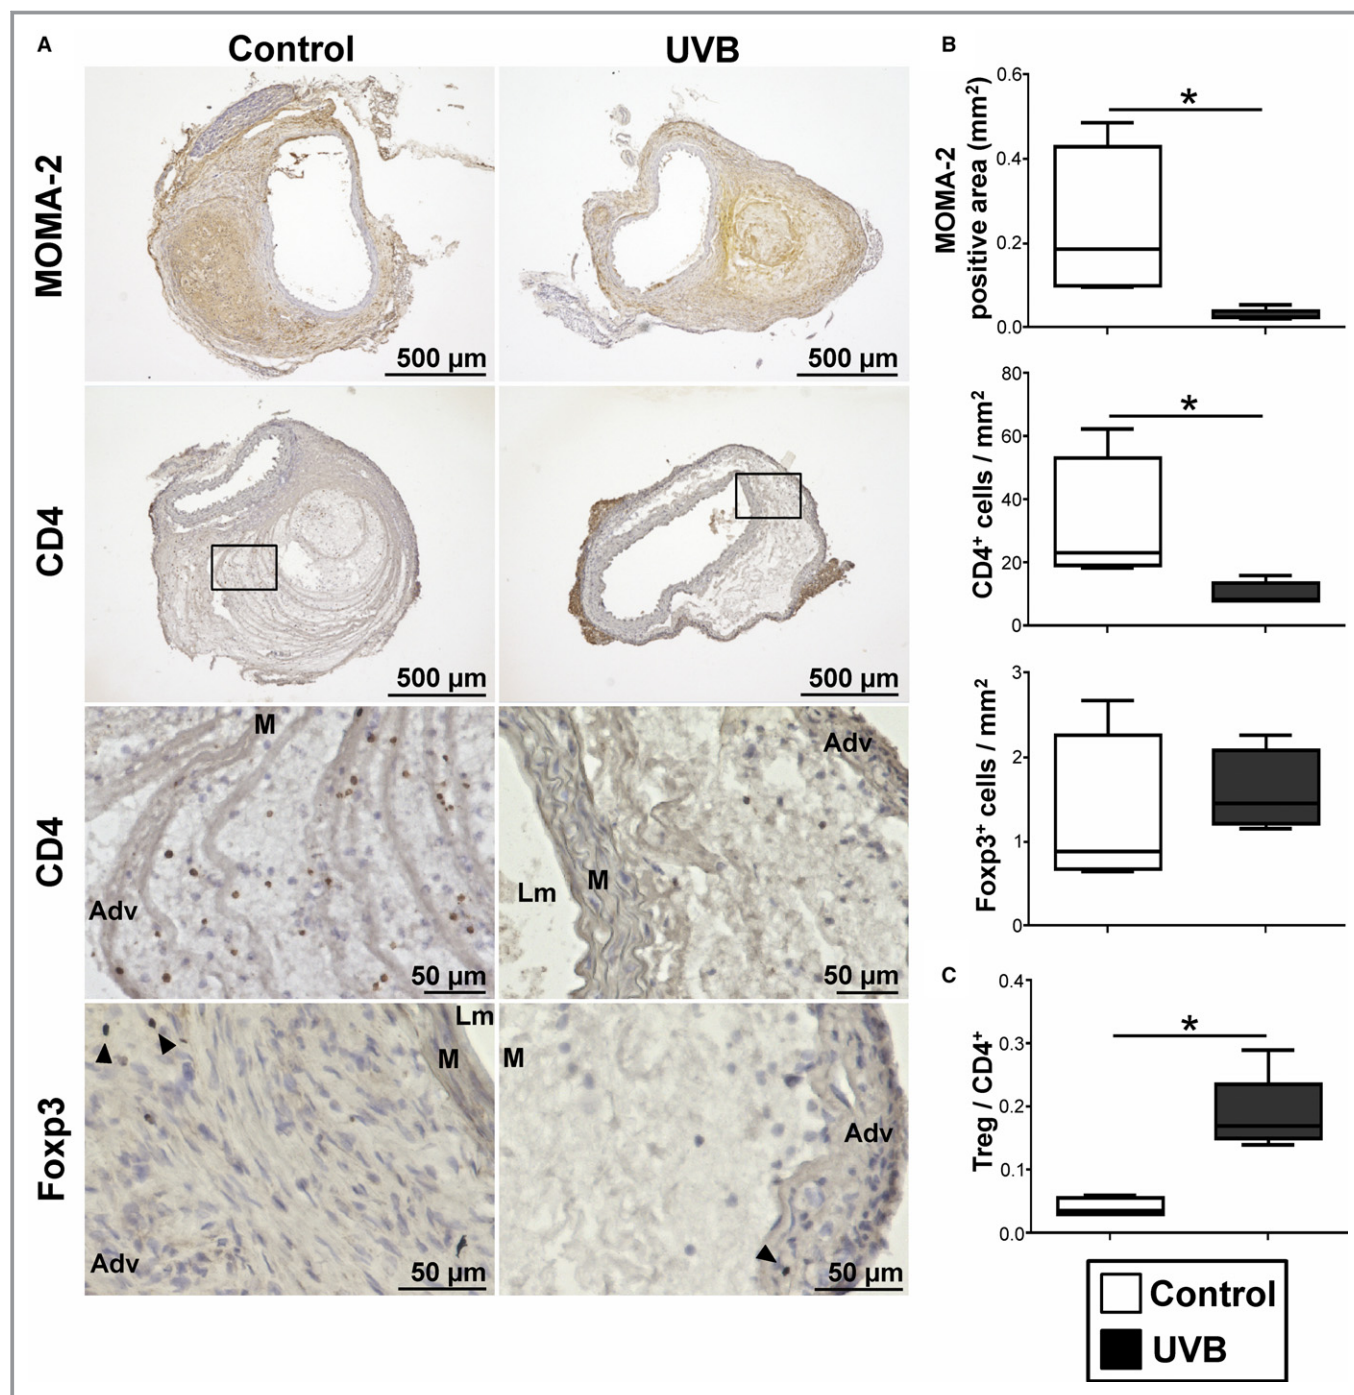 A
Control
UVB
MOMA-2
500 µm
500 µm
CD4
500 µm
500 µm
CD4
M
Adv
50 µm
Adv
M
Lm
50 µm
Foxp3
Lm
M
Adv
50 µm
M
Adv
50 µm
B
MOMA-2
positive area (mm²)
0.6
0.4
0.2
0.0
*
CD4⁺ cells / mm²
80
60
40
20
0
*
Foxp3⁺ cells / mm²
3
2
1
0
C
Treg / CD4⁺
0.4
0.3
0.2
0.1
0.0
*
Control
UVB